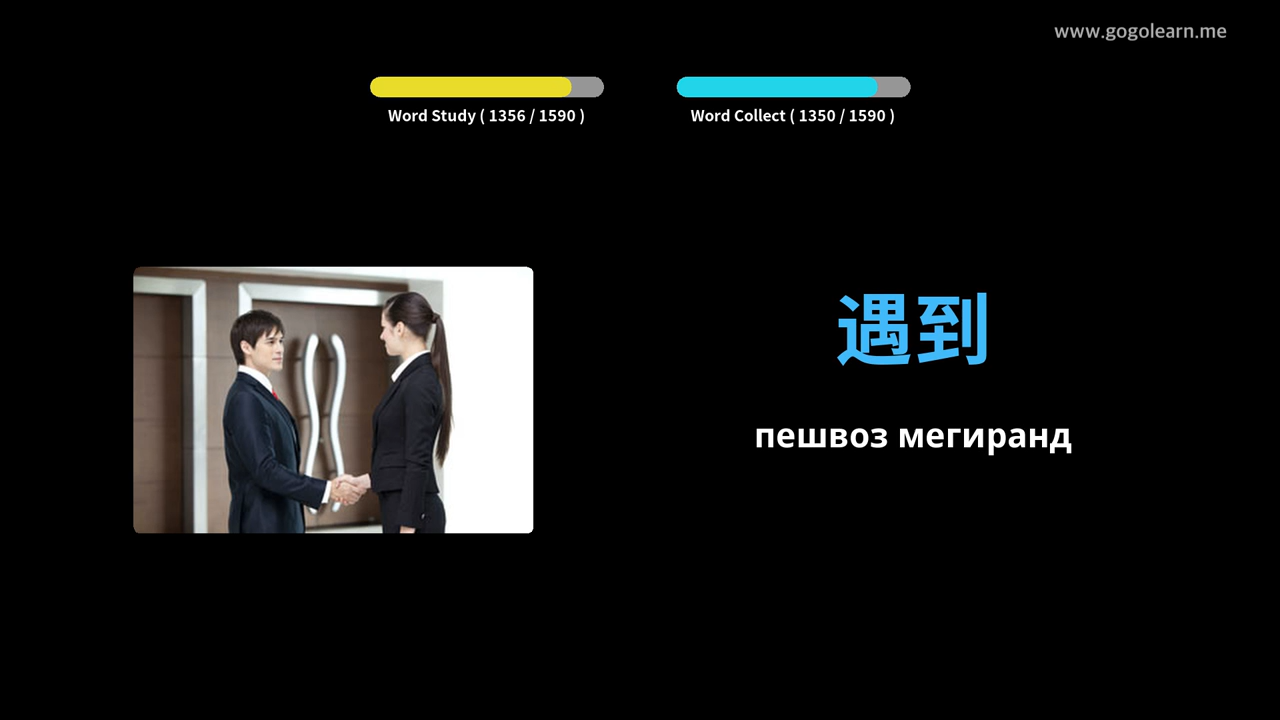 www.gogolearn.me
Word Study ( 1356 / 1590 )
Word Collect ( 1350 / 1590 )
遇到
пешвоз мегиранд